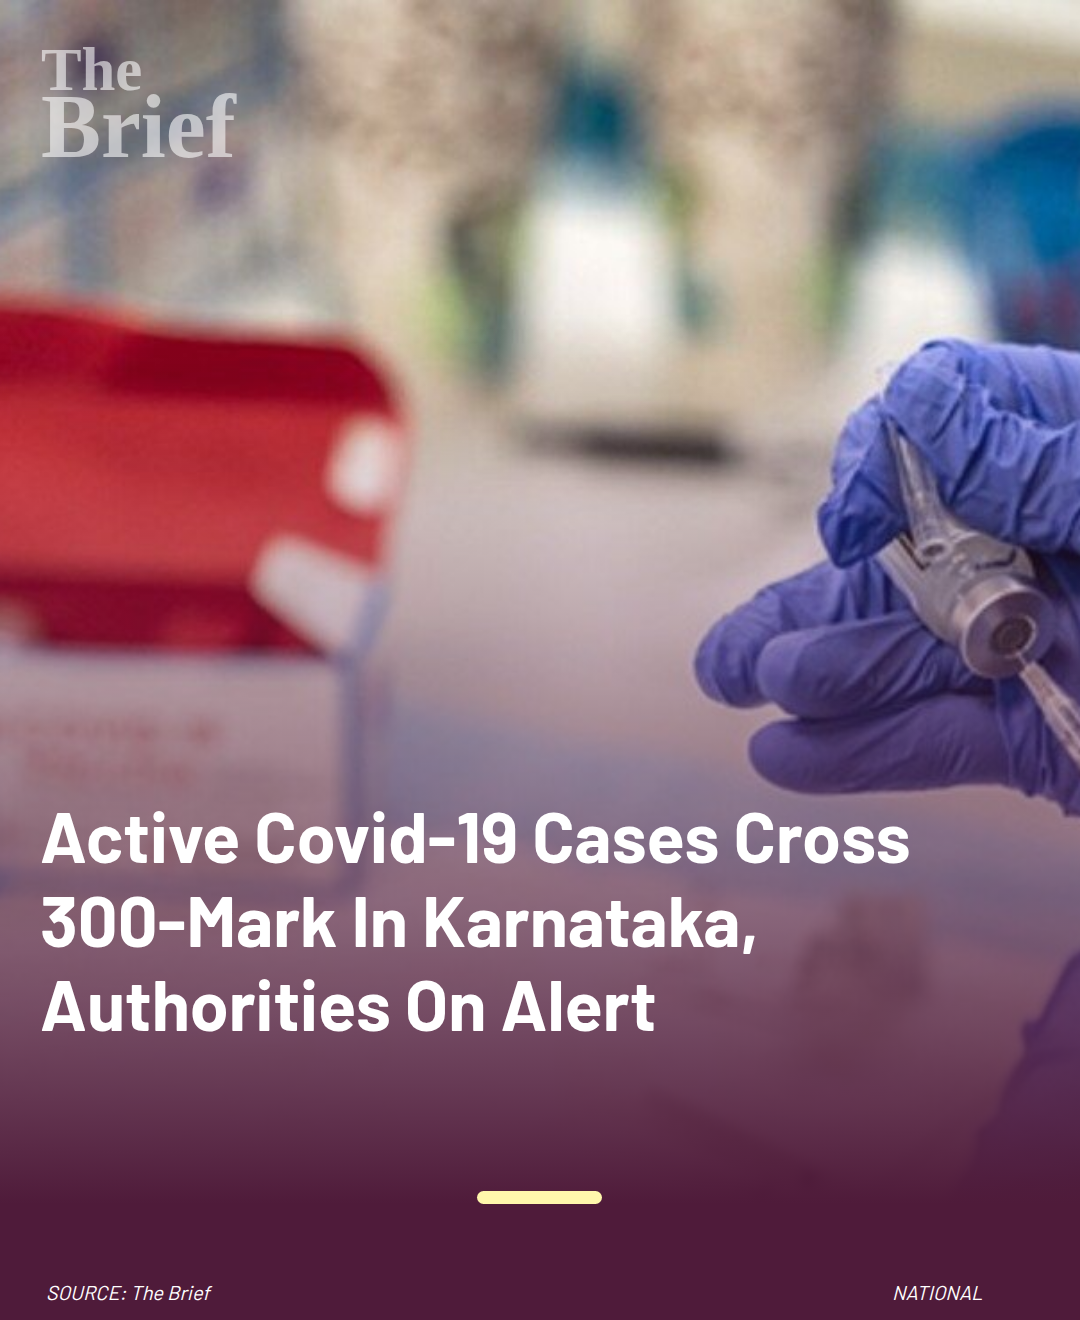 The
Brief
Active Covid-19 Cases Cross
300-Mark In Karnataka,
Authorities On Alert
SOURCE: The Brief
NATIONAL